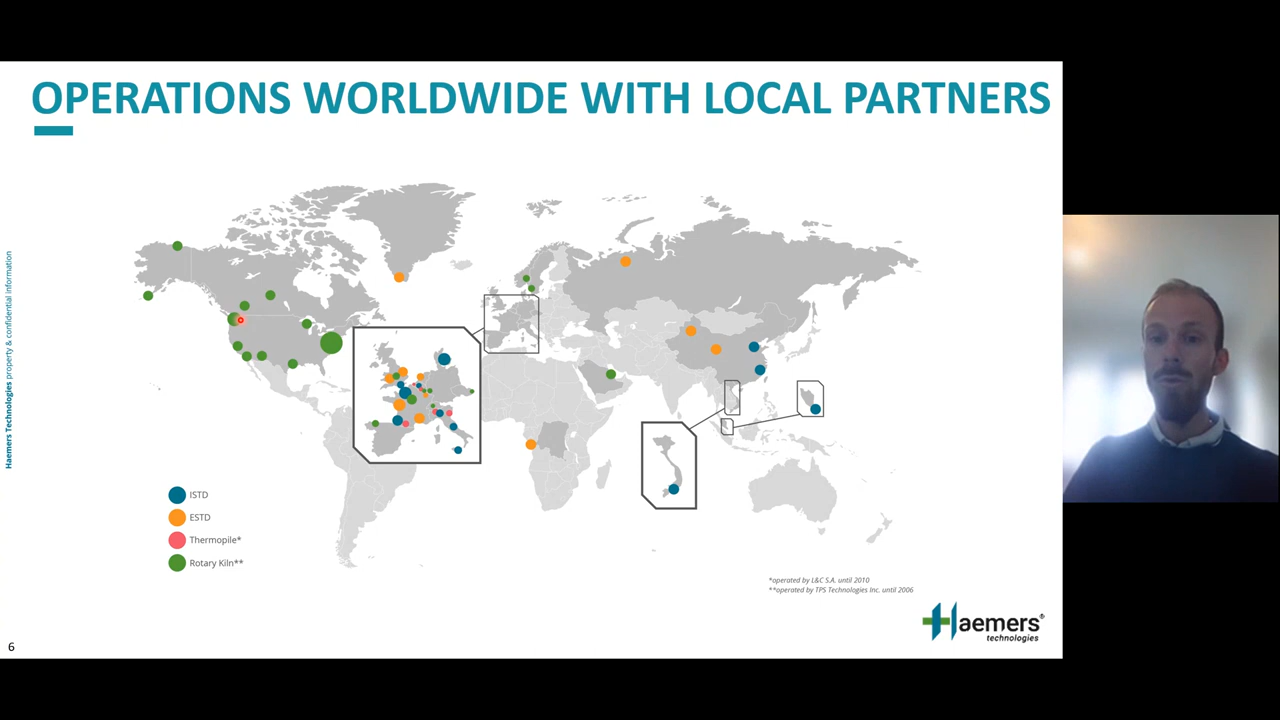 OPERATIONS WORLDWIDE WITH LOCAL PARTNERS
Haemers Technologies property & confidential information
ISTD
ESTD
Thermopile*
Rotary Kiln**
*operated by L&C S.A. until 2010
**operated by TPS Technologies Inc. until 2006
Haemers®
technologies
6